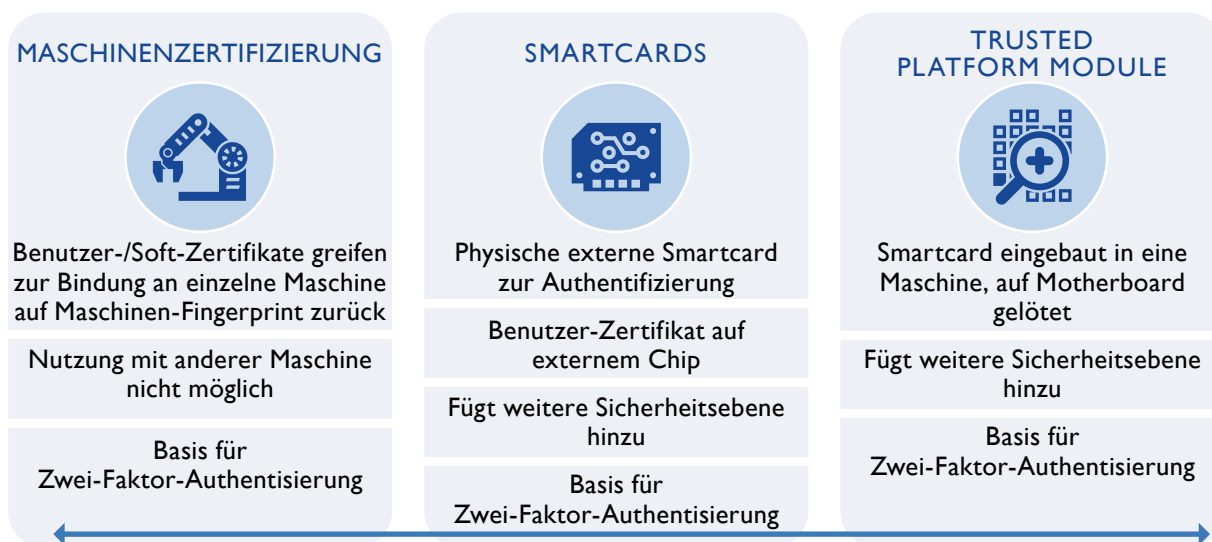 MASCHINENZERTIFIZIERUNG
Benutzer-/Soft-Zertifikate greifen
zur Bindung an einzelne Maschine
auf Maschinen-Fingerprint zurück
Nutzung mit anderer Maschine
nicht möglich
Basis für
Zwei-Faktor-Authentisierung
SMARTCARDS
Physische externe Smartcard
zur Authentifizierung
Benutzer-Zertifikat auf
externem Chip
Fügt weitere Sicherheitsebene
hinzu
Basis für
Zwei-Faktor-Authentisierung
TRUSTED
PLATFORM MODULE
Smartcard eingebaut in eine
Maschine, auf Motherboard
gelötet
Fügt weitere Sicherheitsebene
hinzu
Basis für
Zwei-Faktor-Authentisierung